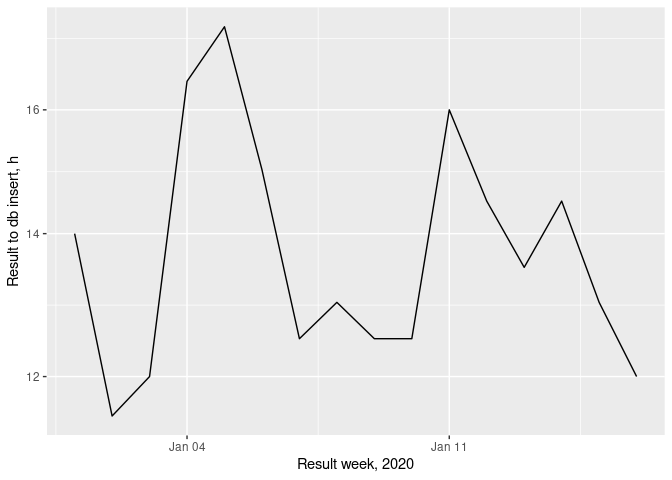 16
14
12
Result to db insert, h
Jan 04
Jan 11
Result week, 2020